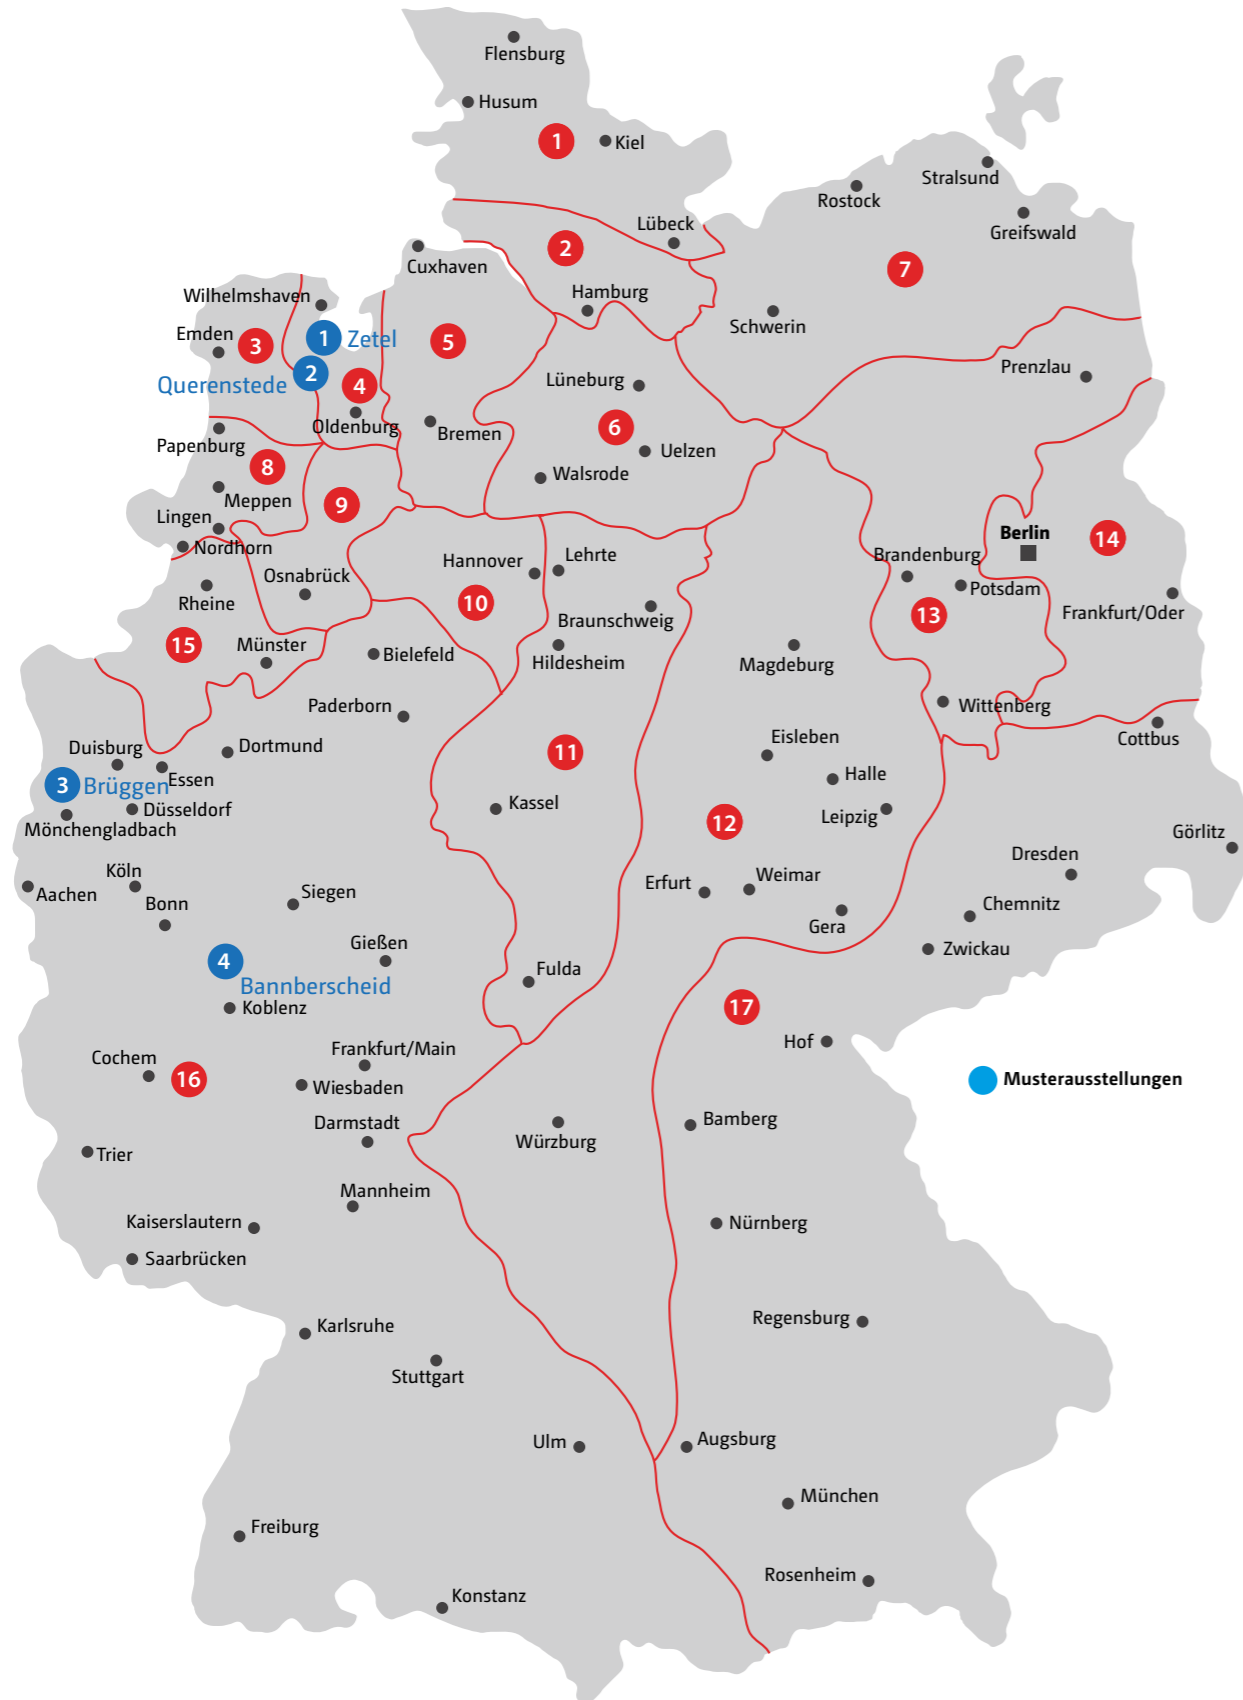 Flensburg
Husum
1
Kiel
Stralsund
Rostock
Greifswald
Lübeck
2
Cuxhaven
7
Hamburg
Schwerin
Wilhelmshaven
Emden
3
1 Zetel
5
Querenstede 2
4
Lüneburg
Prenzlau
Oldenburg
Bremen
6
Papenburg
Uelzen
8
Walsrode
Meppen
9
Lingen
Nordhorn
Berlin
14
Hannover
Lehrte
Brandenburg
Osnabrück
Potsdam
Rheine
10
Braunschweig
13
Frankfurt/Oder
15
Münster
Bielefeld
Hildesheim
Magdeburg
Paderborn
Wittenberg
Duisburg
Dortmund
11
Eisleben
Cottbus
Essen
3 Brüggen
Halle
Düsseldorf
Kassel
Leipzig
Mönchengladbach
12
Görlitz
Köln
Dresden
Aachen
Siegen
Erfurt
Weimar
Bonn
Gera
Chemnitz
Gießen
Zwickau
4
Bannberscheid
Fulda
Koblenz
17
Hof
Cochem
Frankfurt/Main
16
Wiesbaden
Musterausstellungen
Darmstadt
Würzburg
Bamberg
Trier
Mannheim
Kaiserslautern
Nürnberg
Saarbrücken
Karlsruhe
Regensburg
Stuttgart
Ulm
Augsburg
München
Freiburg
Rosenheim
Konstanz